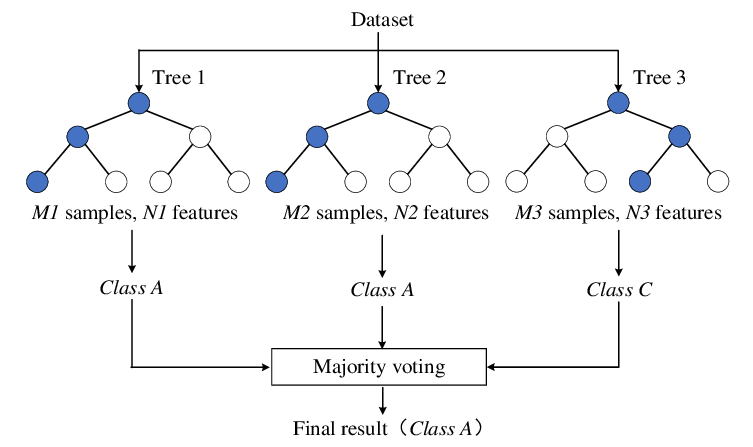 Dataset
Tree 1
Tree 2
Tree 3
M1 samples, N1 features
M2 samples, N2 features
M3 samples, N3 features
Class A
Class A
Class C
Majority voting
Final result（Class A）